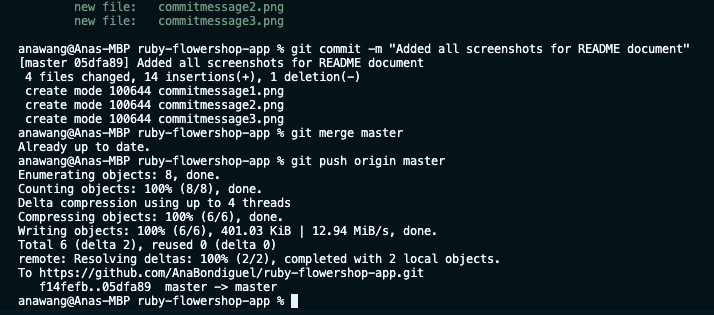 new file:   commitmessage2.png
new file:   commitmessage3.png
anawang@Anas-MBP ruby-flowershop-app % git commit -m "Added all screenshots for README document"
[master 05dfa89] Added all screenshots for README document
 4 files changed, 14 insertions(+), 1 deletion(-)
 create mode 100644 commitmessage1.png
 create mode 100644 commitmessage2.png
 create mode 100644 commitmessage3.png
anawang@Anas-MBP ruby-flowershop-app % git merge master
Already up to date.
anawang@Anas-MBP ruby-flowershop-app % git push origin master
Enumerating objects: 8, done.
Counting objects: 100% (8/8), done.
Delta compression using up to 4 threads
Compressing objects: 100% (6/6), done.
Writing objects: 100% (6/6), 401.03 KiB | 12.94 MiB/s, done.
Total 6 (delta 2), reused 0 (delta 0)
remote: Resolving deltas: 100% (2/2), completed with 2 local objects.
To https://github.com/AnaBondiguel/ruby-flowershop-app.git
   f14fefb..05dfa89  master -> master
anawang@Anas-MBP ruby-flowershop-app %